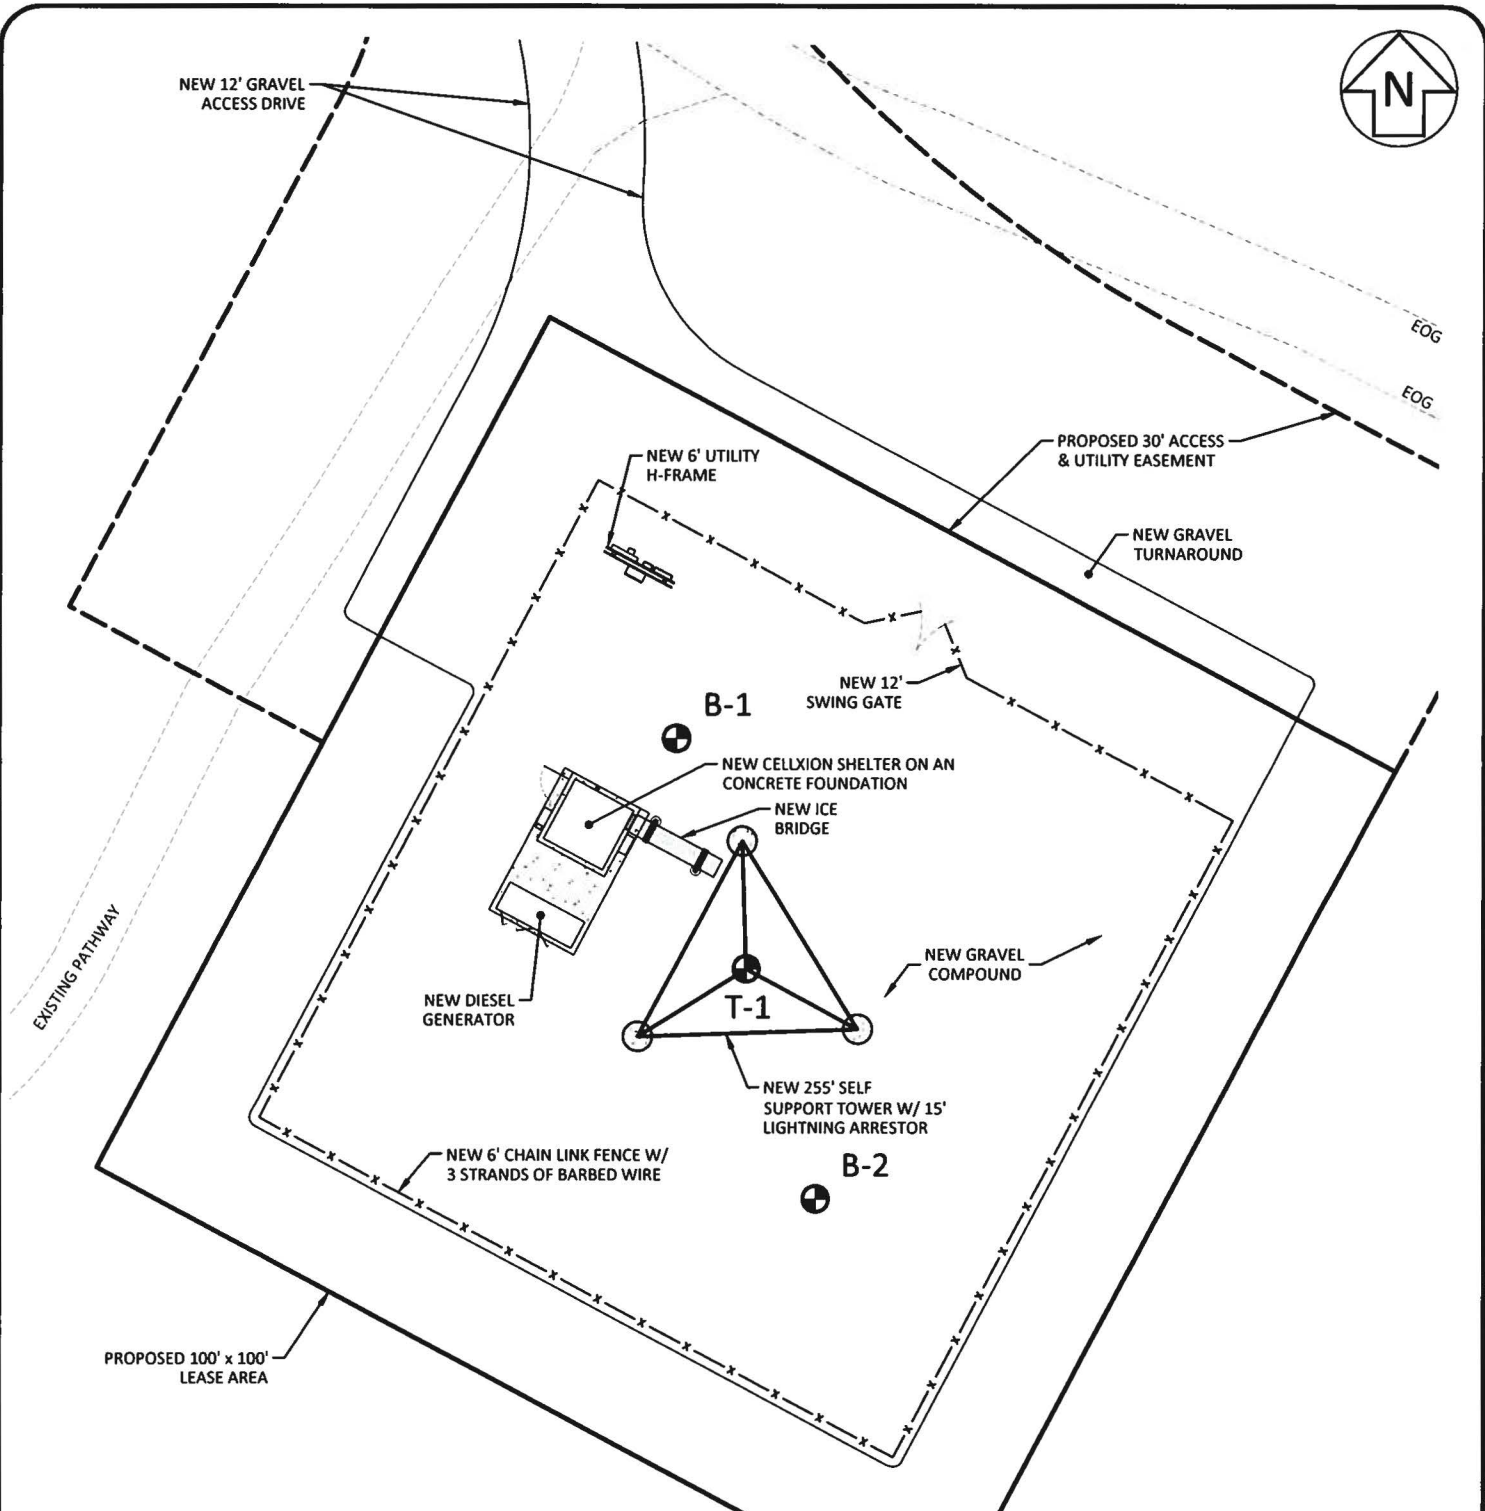 N
NEW 12' GRAVEL
ACCESS DRIVE
EOG
EOG
PROPOSED 30' ACCESS
& UTILITY EASEMENT
NEW 6' UTILITY
H-FRAME
NEW GRAVEL
TURNAROUND
NEW 12'
SWING GATE
B-1
NEW CELLXION SHELTER ON AN
CONCRETE FOUNDATION
NEW ICE
BRIDGE
EXISTING PATHWAY
NEW GRAVEL
COMPOUND
NEW DIESEL
GENERATOR
T-1
NEW 255' SELF
SUPPORT TOWER W/ 15'
LIGHTNING ARRESTOR
NEW 6' CHAIN LINK FENCE W/
3 STRANDS OF BARBED WIRE
B-2
PROPOSED 100' x 100'
LEASE AREA